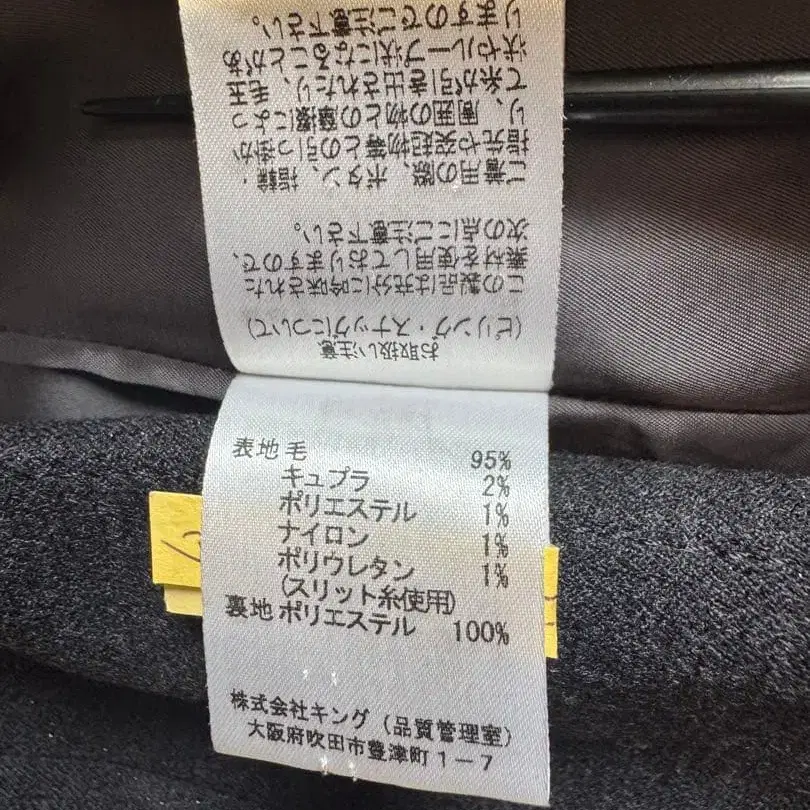 お取扱い注意
(ピリング・スナッグについて)
この製品は充分に吟味された
素材を使用しておりますので、
次の点にご注意下さい。
ご着用の際、ボタン、指輪・
指先や突起物等との引っ掛か
り、周囲の物との摩擦によっ
て糸が引き出されたり、毛玉
状やループ状になることがあ
りますのでご注意下さい。
表地 毛 95%
キュプラ 2%
ポリエステル 1%
ナイロン 1%
ポリウレタン 1%
(スリット糸使用)
裏地 ポリエステル 100%
株式会社キング (品質管理室)
大阪府吹田市豊津町1-7